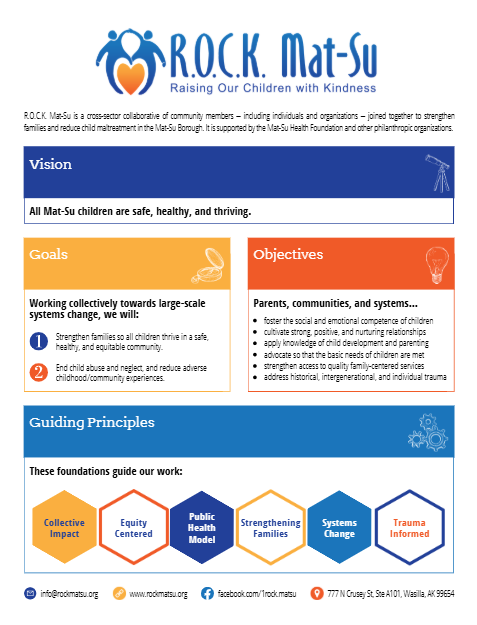 R.O.C.K. Mat-Su
Raising Our Children with Kindness
R.O.C.K. Mat-Su is a cross-sector collaborative of community members – including individuals and organizations – joined together to strengthen
families and reduce child maltreatment in the Mat-Su Borough. It is supported by the Mat-Su Health Foundation and other philanthropic organizations.
Vision
All Mat-Su children are safe, healthy, and thriving.
Goals
Working collectively towards large-scale
systems change, we will:
1 Strengthen families so all children thrive in a safe,
healthy, and equitable community.
2 End child abuse and neglect, and reduce adverse
childhood/community experiences.
Objectives
Parents, communities, and systems...
• foster the social and emotional competence of children
• cultivate strong, positive, and nurturing relationships
• apply knowledge of child development and parenting
• advocate so that the basic needs of children are met
• strengthen access to quality family-centered services
• address historical, intergenerational, and individual trauma
Guiding Principles
These foundations guide our work:
Collective
Impact
Equity
Centered
Public
Health
Model
Strengthening
Families
Systems
Change
Trauma
Informed
info@rockmatsu.org
www.rockmatsu.org
facebook.com/1rock.matsu
777 N Crusey St, Ste A101, Wasilla, AK 99654